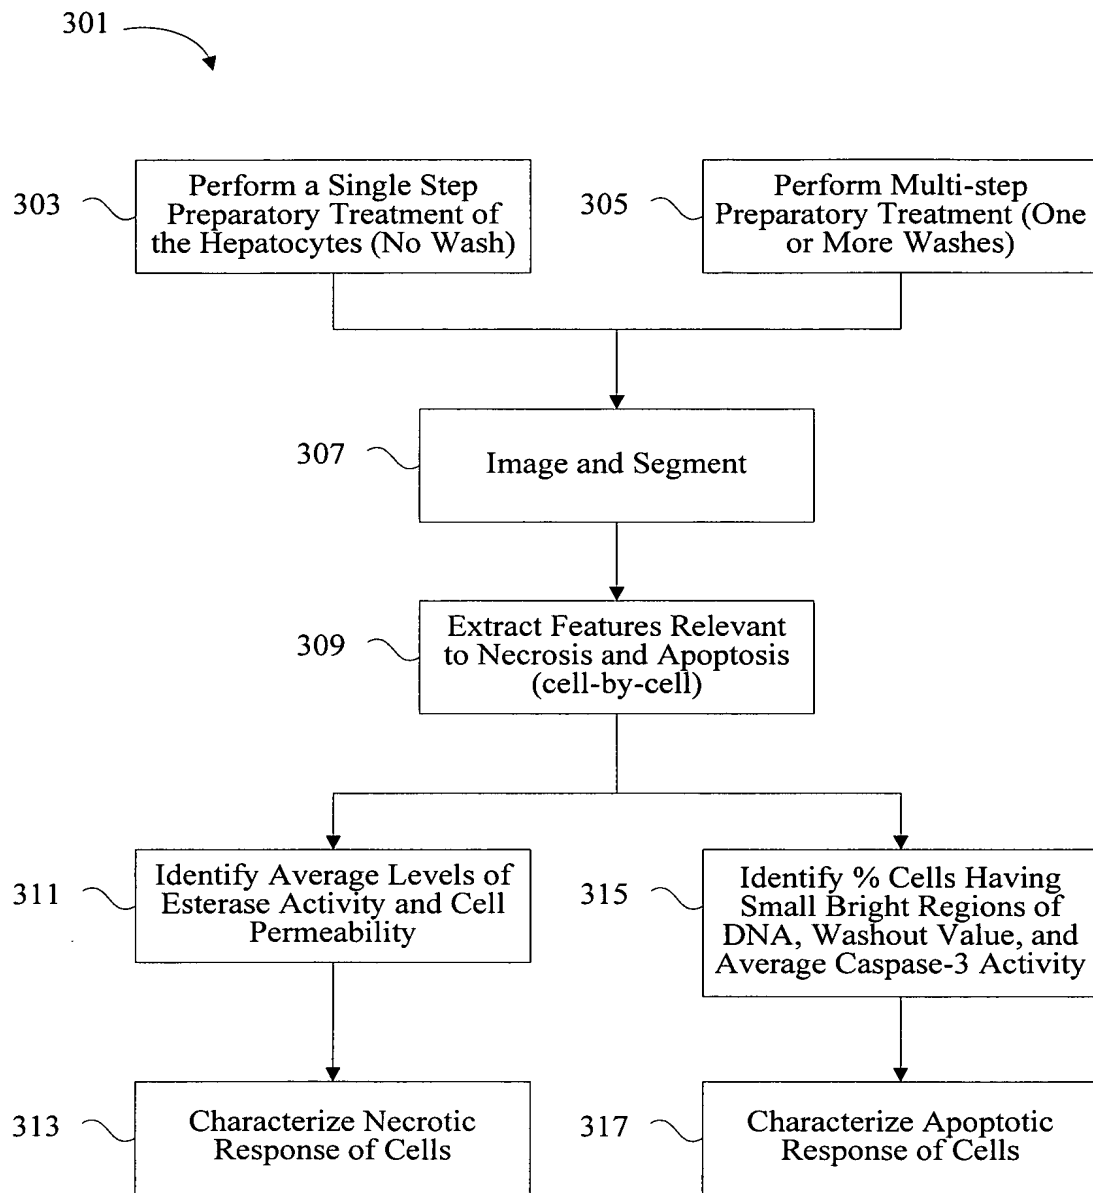 301
303
Perform a Single Step
Preparatory Treatment of
the Hepatocytes (No Wash)
305
Perform Multi-step
Preparatory Treatment (One
or More Washes)
307
Image and Segment
309
Extract Features Relevant
to Necrosis and Apoptosis
(cell-by-cell)
311
Identify Average Levels of
Esterase Activity and Cell
Permeability
315
Identify % Cells Having
Small Bright Regions of
DNA, Washout Value, and
Average Caspase-3 Activity
313
Characterize Necrotic
Response of Cells
317
Characterize Apoptotic
Response of Cells